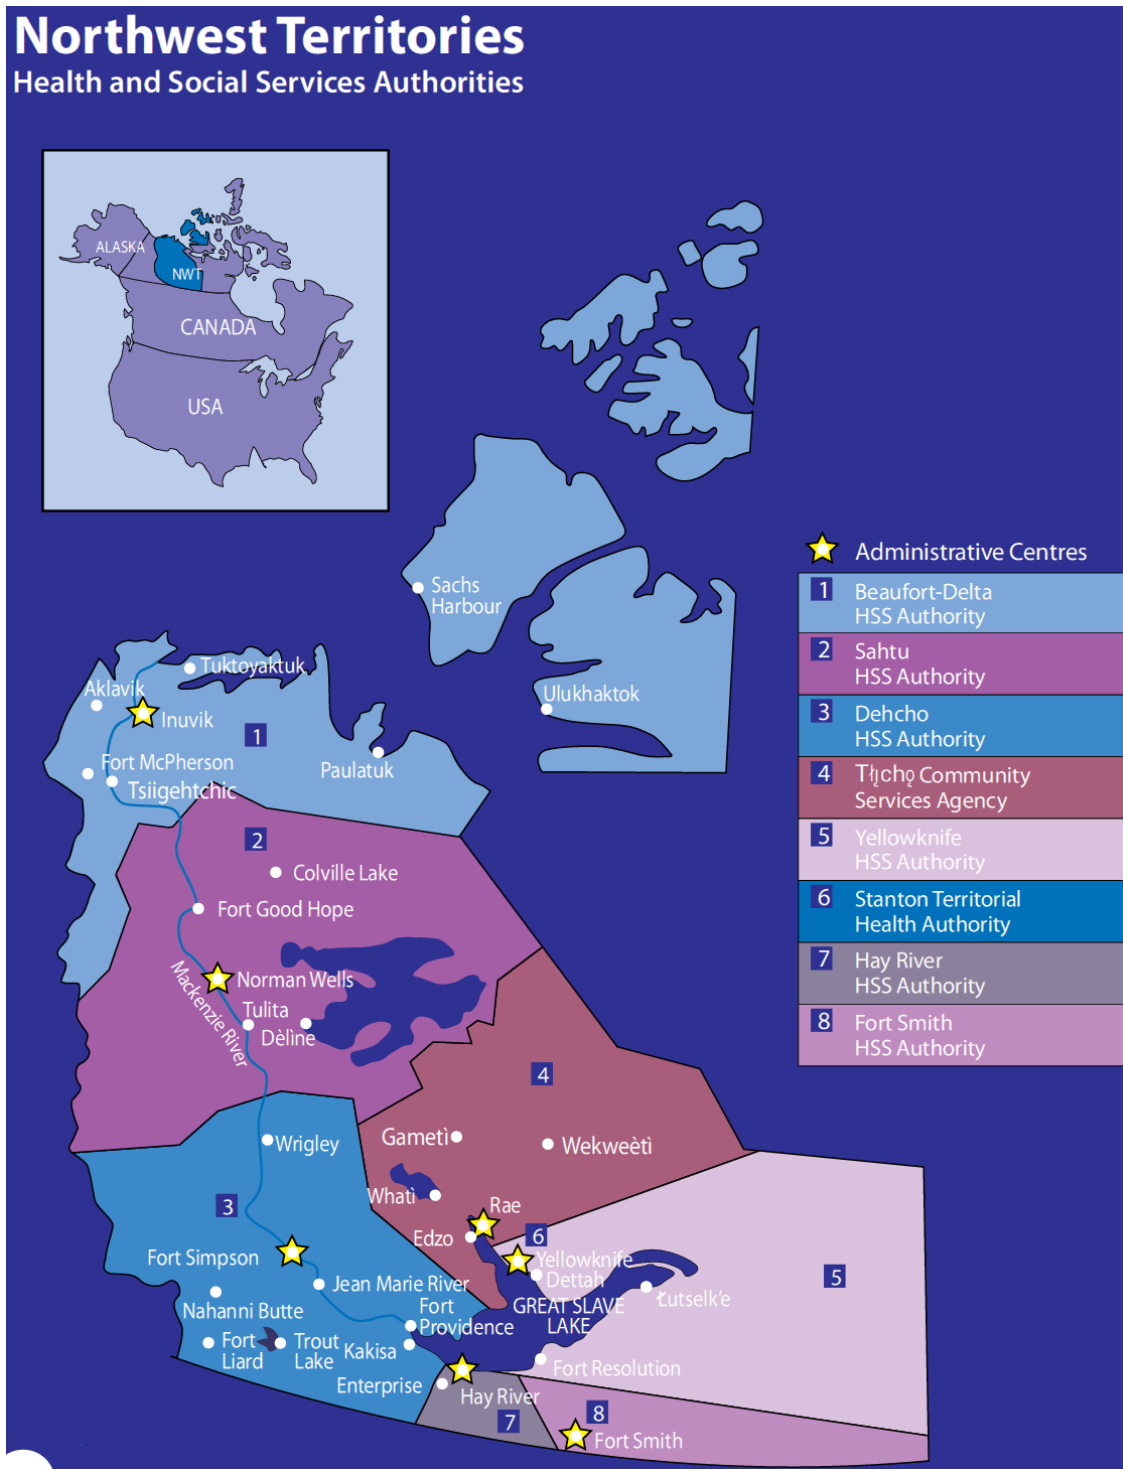 Northwest Territories
Health and Social Services Authorities
ALASKA
NWT
CANADA
USA
Administrative Centres
1 Beaufort-Delta
HSS Authority
2 Sahtu
HSS Authority
3 Dehcho
HSS Authority
4 Tłı̨chǫ Community
Services Agency
5 Yellowknife
HSS Authority
6 Stanton Territorial
Health Authority
7 Hay River
HSS Authority
8 Fort Smith
HSS Authority
Sachs
Harbour
Ulukhaktok
Tuktoyaktuk
Aklavik
Inuvik
1
Fort McPherson
Tsiigehtchic
Paulatuk
2
Colville Lake
Fort Good Hope
Norman Wells
Mackenzie River
Tulita
Dèlìne
4
Gametì
Wekweètì
Wrigley
Whatì
Rae
3
Edzo
6
Fort Simpson
Yellowknife
Dettah
5
Jean Marie River
Łutselk'e
Nahanni Butte
Fort
Providence
GREAT SLAVE
LAKE
Fort
Liard
Trout
Lake
Kakisa
Fort Resolution
Enterprise
Hay River
7
8
Fort Smith